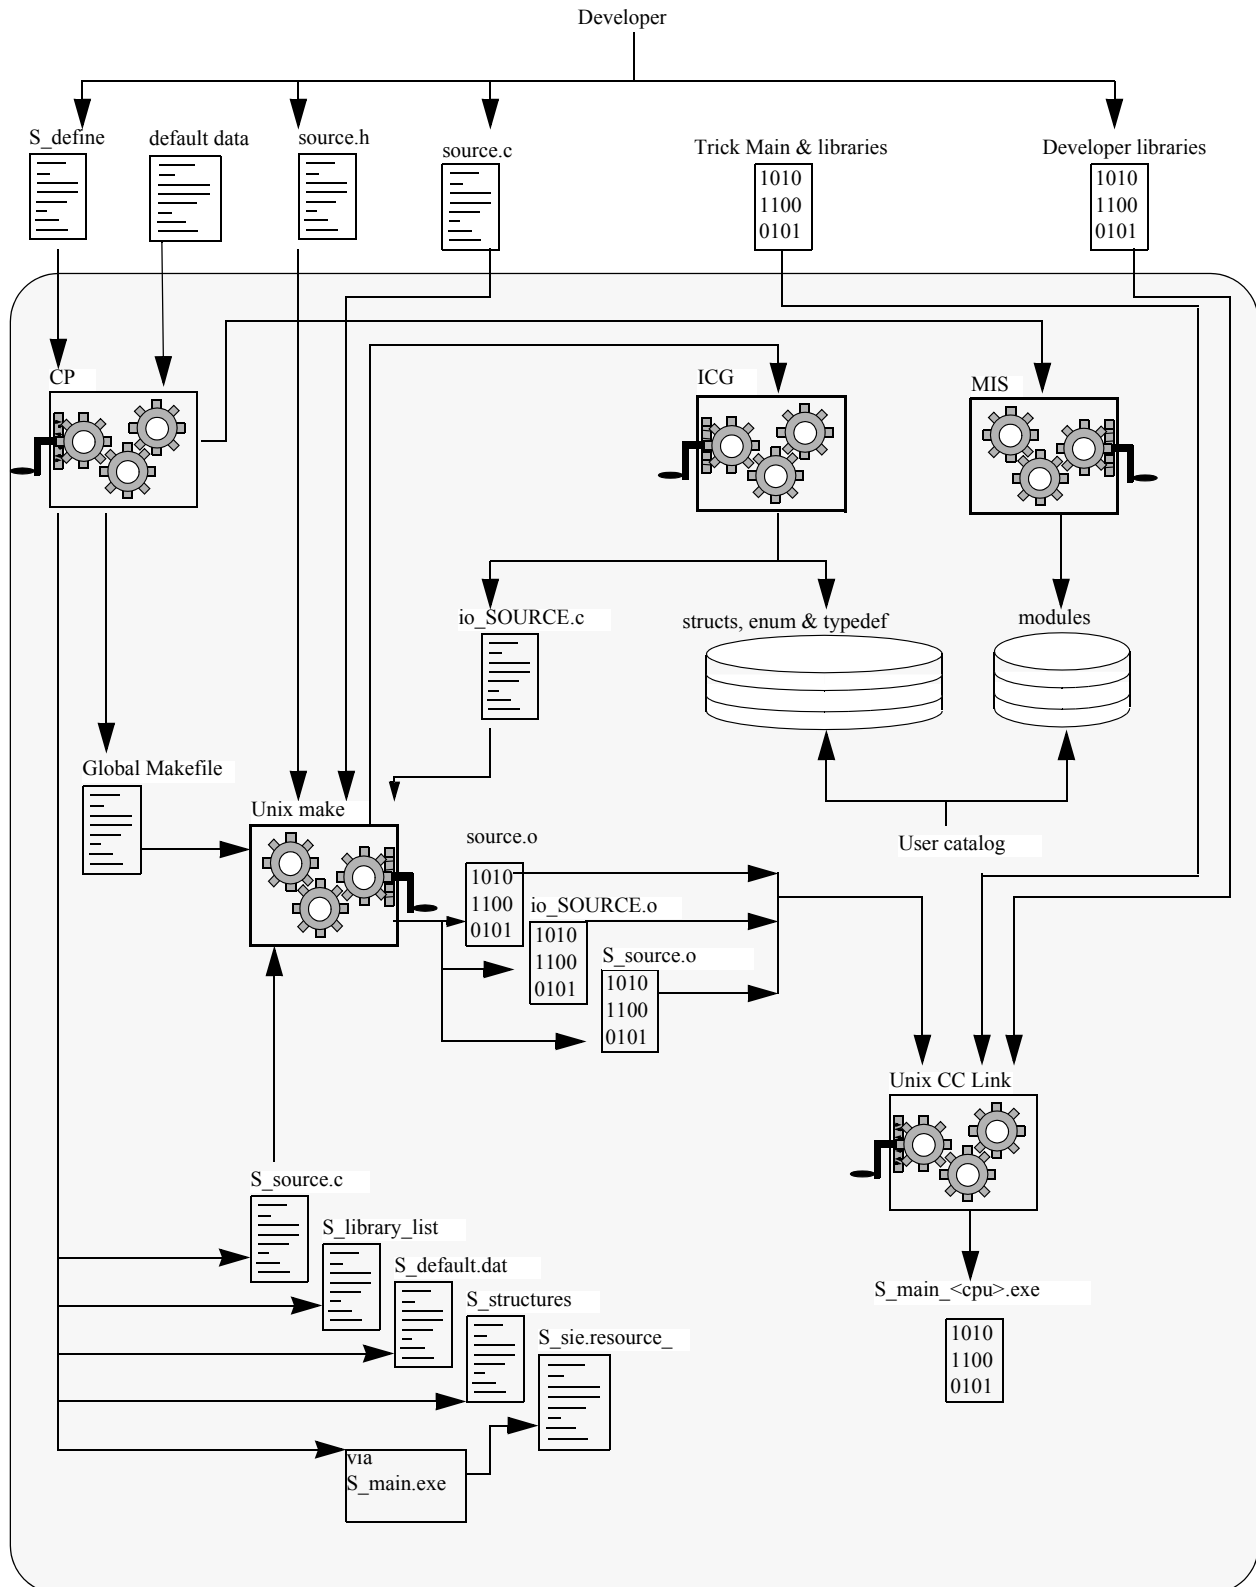 Developer
S_define
default data
source.h
source.c
Trick Main & libraries
Developer libraries
1010
1100
0101
1010
1100
0101
CP
ICG
MIS
io_SOURCE.c
structs, enum & typedef
modules
Global Makefile
Unix make
User catalog
source.o
1010
1100
0101
io_SOURCE.o
1010
1100
0101
S_source.o
1010
1100
0101
Unix CC Link
S_source.c
S_library_list
S_default.dat
S_structures
S_sie.resource_
S_main_<cpu>.exe
1010
1100
0101
via
S_main.exe